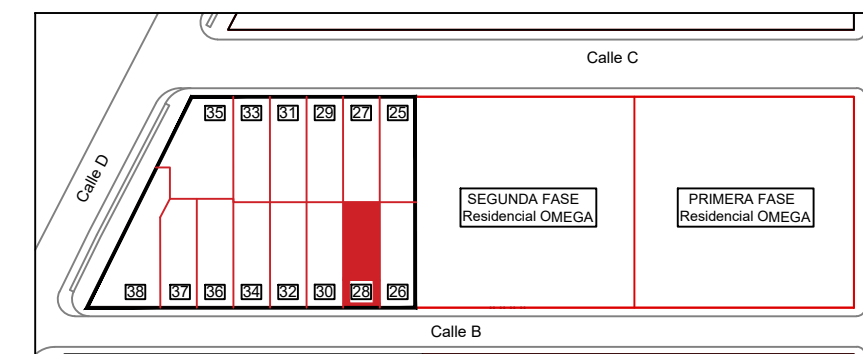 Calle C
35 33 31 29 27 25
Calle D
SEGUNDA FASE
Residencial OMEGA
PRIMERA FASE
Residencial OMEGA
38 37 36 34 32 30 28 26
Calle B